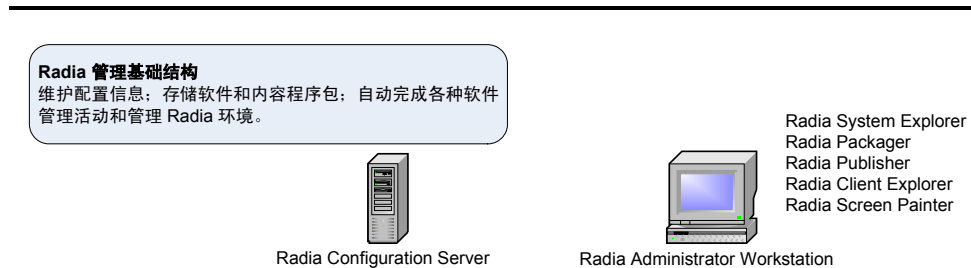 Radia 管理基础结构
维护配置信息；存储软件和内容程序包；自动完成各种软件
管理活动和管理 Radia 环境。
Radia System Explorer
Radia Packager
Radia Publisher
Radia Client Explorer
Radia Screen Painter
Radia Configuration Server
Radia Administrator Workstation